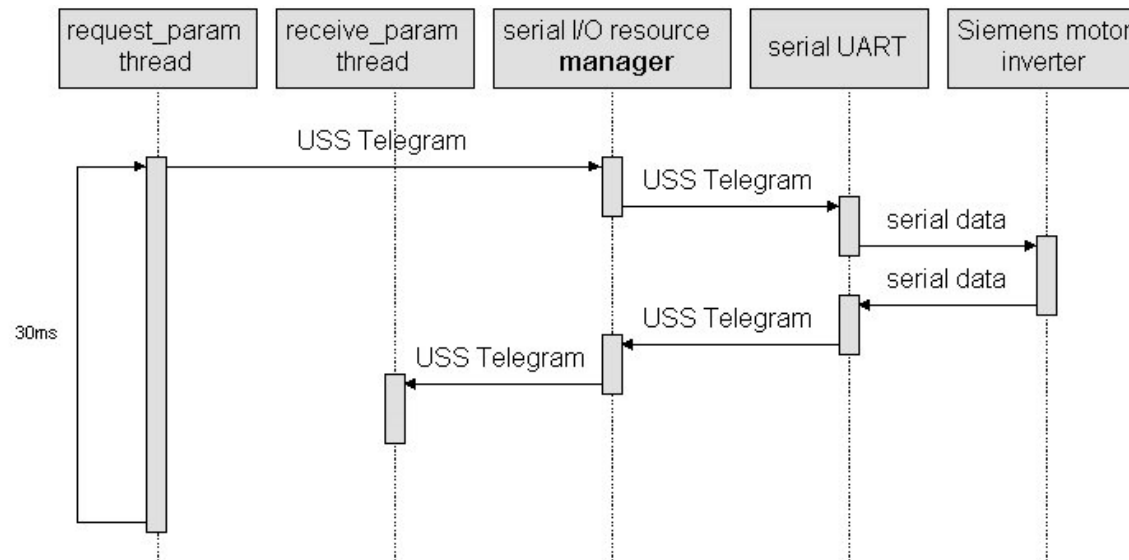 request_param
thread
receive_param
thread
serial I/O resource
manager
serial UART
Siemens motor
inverter
USS Telegram
USS Telegram
serial data
serial data
USS Telegram
USS Telegram
30ms